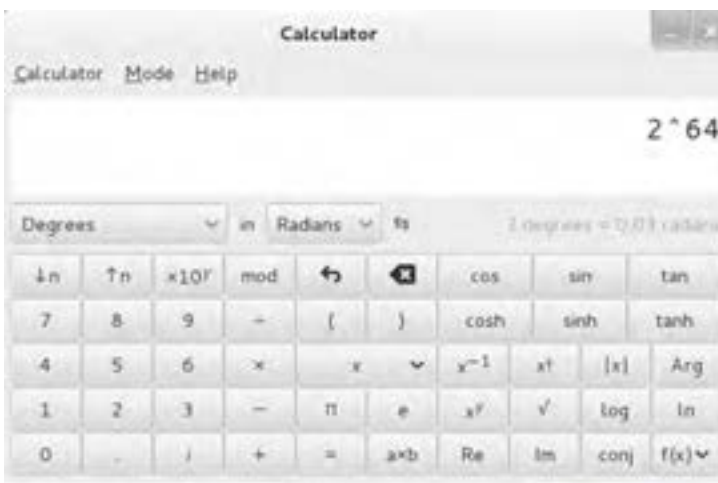 Calculator
Calculator Mode Help
2^64
Degrees in Radians ⇆
↓n ↑n ×10ʸ mod cos sin tan
7 8 9 ÷ ( ) cosh sinh tanh
4 5 6 × x x⁻¹ x! |x| Arg
1 2 3 − π e xʸ √ log ln
0 . i + = a×b Re Im conj f(x)